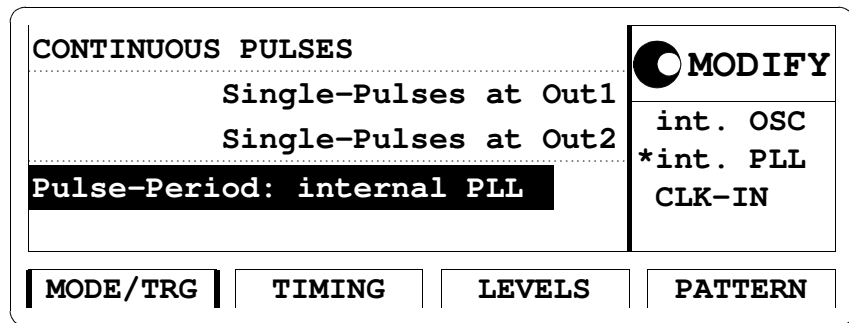 CONTINUOUS PULSES
Single-Pulses at Out1
Single-Pulses at Out2
Pulse-Period: internal PLL
MODIFY
int. OSC
*int. PLL
CLK-IN
MODE/TRG
TIMING
LEVELS
PATTERN